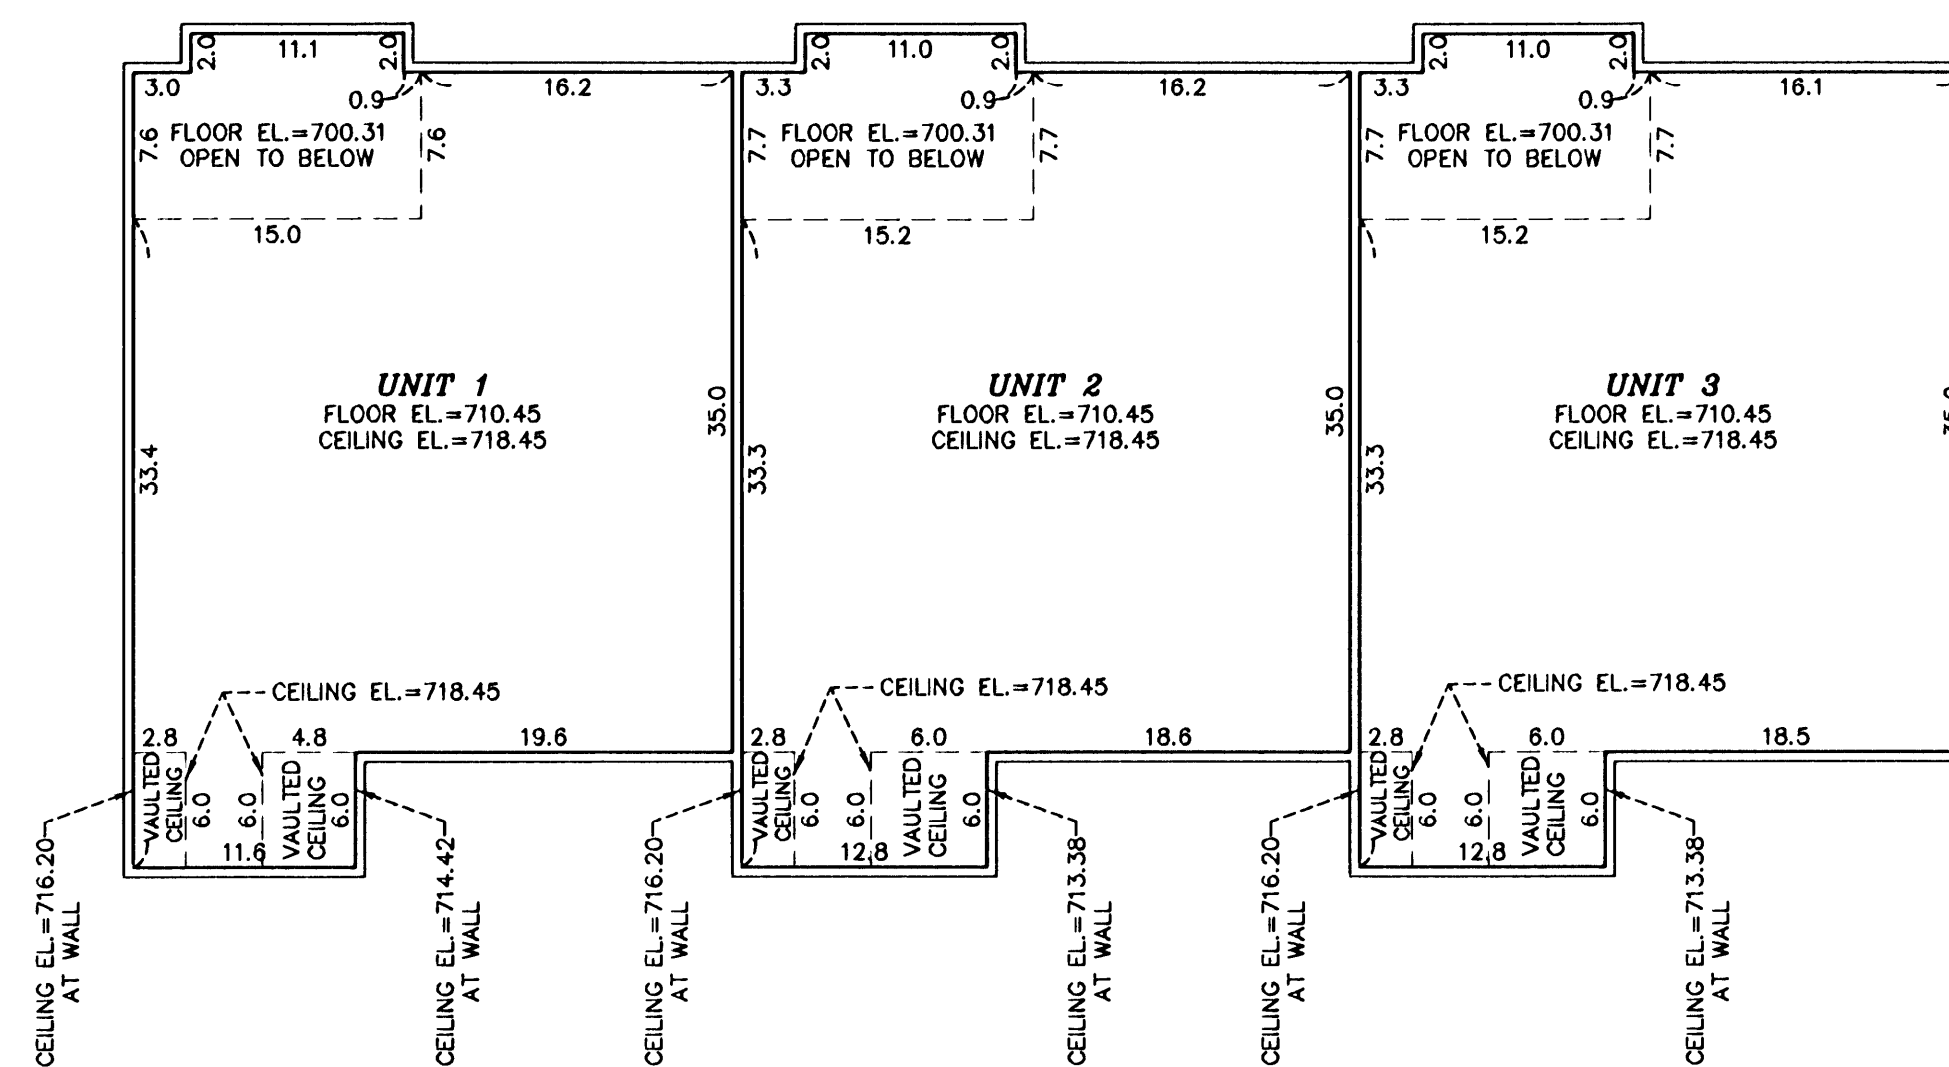 2.0
11.1
2.0
3.0
0.9
16.2
7.6
FLOOR EL.=700.31
OPEN TO BELOW
7.6
15.0
UNIT 1
FLOOR EL.=710.45
CEILING EL.=718.45
35.0
33.4
CEILING EL.=718.45
2.8
4.8
19.6
VAULTED
CEILING
6.0
6.0
VAULTED
CEILING
6.0
11.6
CEILING EL.=716.20
AT WALL
CEILING EL.=714.42
AT WALL
2.0
11.0
2.0
3.3
0.9
16.2
7.7
FLOOR EL.=700.31
OPEN TO BELOW
7.7
15.2
UNIT 2
FLOOR EL.=710.45
CEILING EL.=718.45
35.0
33.3
CEILING EL.=718.45
2.8
6.0
18.6
VAULTED
CEILING
6.0
6.0
VAULTED
CEILING
6.0
12.8
CEILING EL.=716.20
AT WALL
CEILING EL.=713.38
AT WALL
2.0
11.0
2.0
3.3
0.9
16.1
7.7
FLOOR EL.=700.31
OPEN TO BELOW
7.7
15.2
UNIT 3
FLOOR EL.=710.45
CEILING EL.=718.45
33.3
CEILING EL.=718.45
2.8
6.0
18.5
VAULTED
CEILING
6.0
6.0
VAULTED
CEILING
6.0
12.8
CEILING EL.=716.20
AT WALL
CEILING EL.=713.38
AT WALL